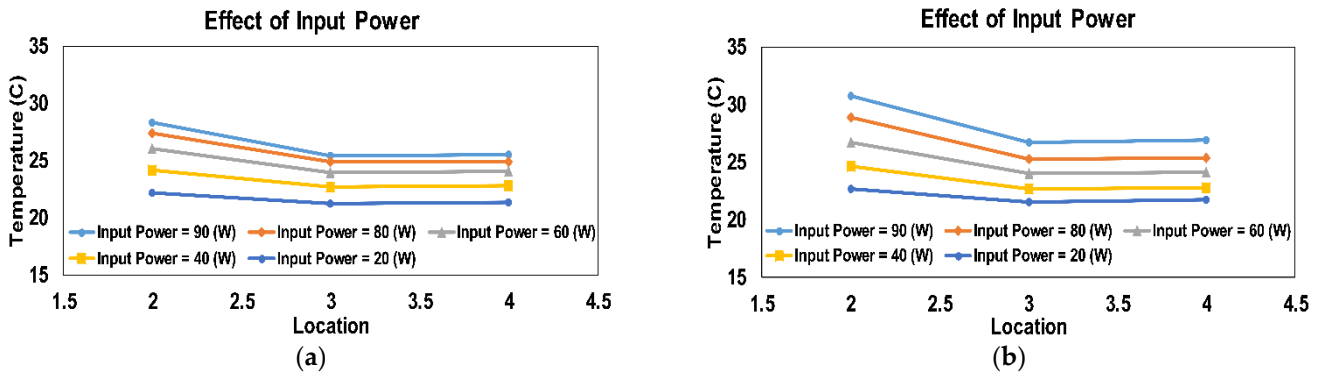 Effect of Input Power
Temperature (C)
35
30
25
20
15
Input Power = 90 (W)
Input Power = 80 (W)
Input Power = 60 (W)
Input Power = 40 (W)
Input Power = 20 (W)
1.5 2 2.5 3 3.5 4 4.5
Location
(a)
Effect of Input Power
Temperature (C)
35
30
25
20
15
Input Power = 90 (W)
Input Power = 80 (W)
Input Power = 60 (W)
Input Power = 40 (W)
Input Power = 20 (W)
1.5 2 2.5 3 3.5 4 4.5
Location
(b)